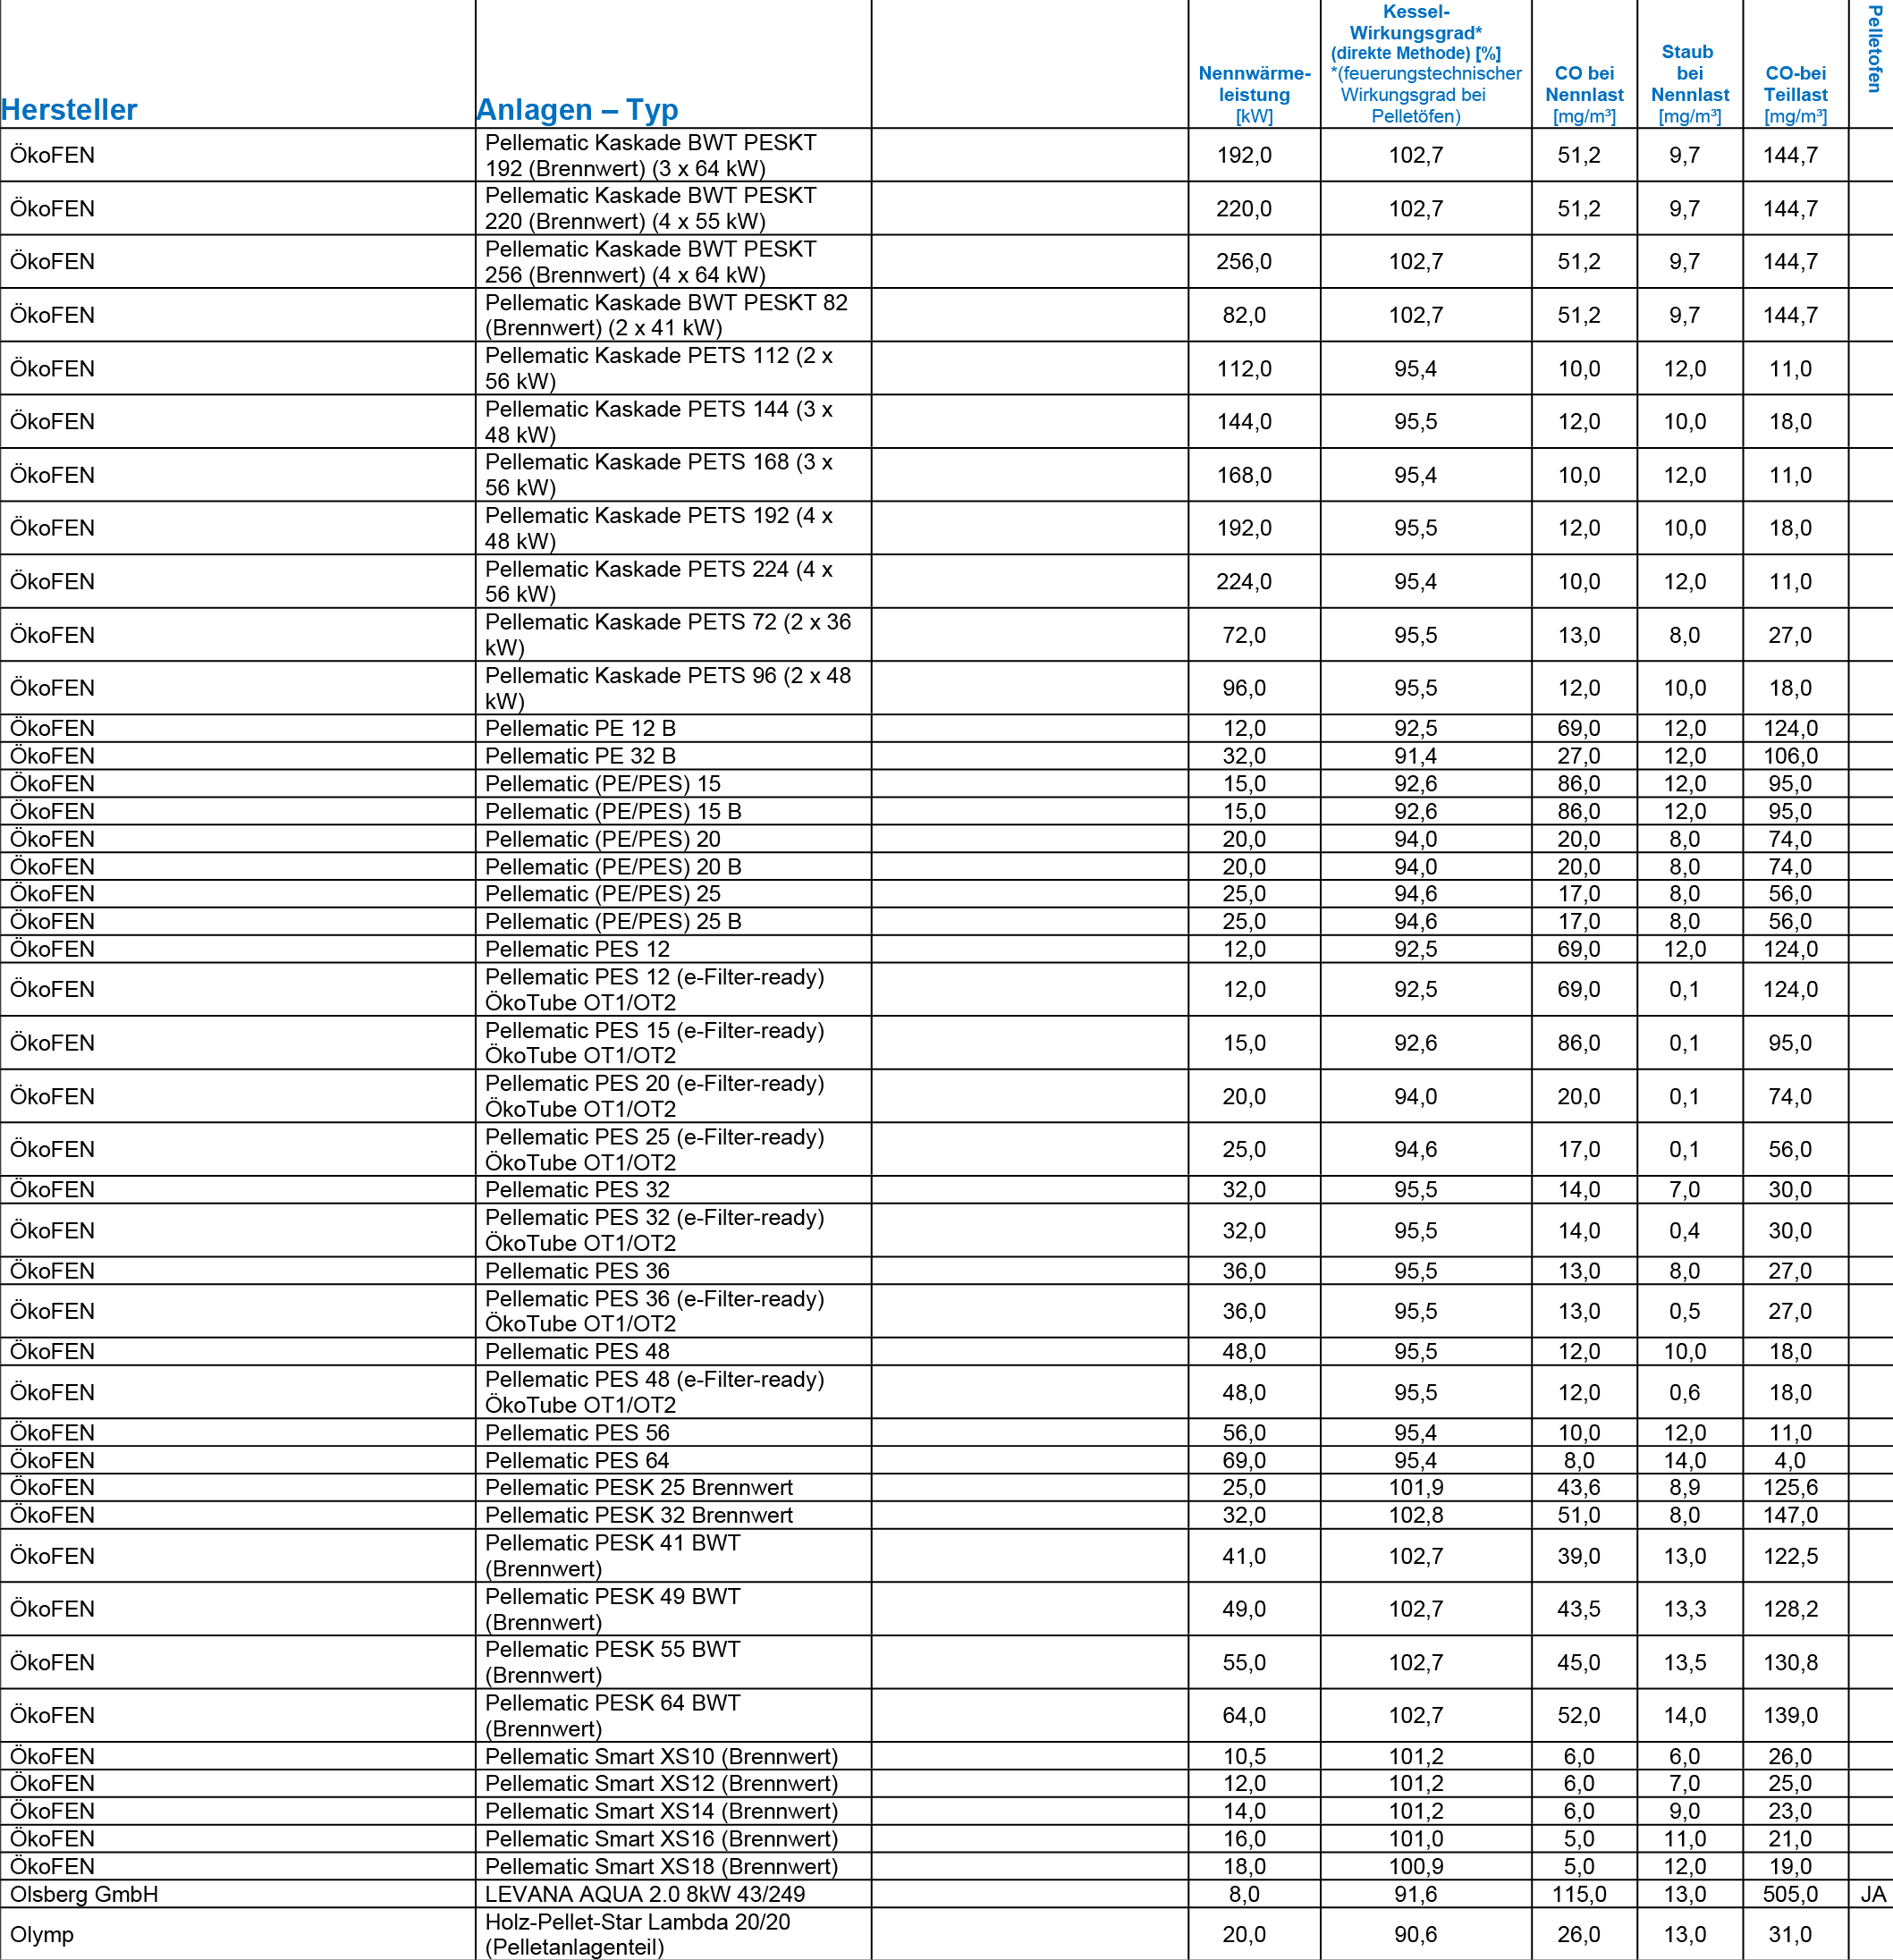 Hersteller Anlagen – Typ Nennwärme-leistung [kW] Kessel-Wirkungsgrad* (direkte Methode) [%] *(feuerungstechnischer Wirkungsgrad bei Pelletöfen) CO bei Nennlast [mg/m³] Staub bei Nennlast [mg/m³] CO-bei Teillast [mg/m³] Pelletofen
ÖkoFEN Pellematic Kaskade BWT PESKT 192 (Brennwert) (3 x 64 kW) 192,0 102,7 51,2 9,7 144,7
ÖkoFEN Pellematic Kaskade BWT PESKT 220 (Brennwert) (4 x 55 kW) 220,0 102,7 51,2 9,7 144,7
ÖkoFEN Pellematic Kaskade BWT PESKT 256 (Brennwert) (4 x 64 kW) 256,0 102,7 51,2 9,7 144,7
ÖkoFEN Pellematic Kaskade BWT PESKT 82 (Brennwert) (2 x 41 kW) 82,0 102,7 51,2 9,7 144,7
ÖkoFEN Pellematic Kaskade PETS 112 (2 x 56 kW) 112,0 95,4 10,0 12,0 11,0
ÖkoFEN Pellematic Kaskade PETS 144 (3 x 48 kW) 144,0 95,5 12,0 10,0 18,0
ÖkoFEN Pellematic Kaskade PETS 168 (3 x 56 kW) 168,0 95,4 10,0 12,0 11,0
ÖkoFEN Pellematic Kaskade PETS 192 (4 x 48 kW) 192,0 95,5 12,0 10,0 18,0
ÖkoFEN Pellematic Kaskade PETS 224 (4 x 56 kW) 224,0 95,4 10,0 12,0 11,0
ÖkoFEN Pellematic Kaskade PETS 72 (2 x 36 kW) 72,0 95,5 13,0 8,0 27,0
ÖkoFEN Pellematic Kaskade PETS 96 (2 x 48 kW) 96,0 95,5 12,0 10,0 18,0
ÖkoFEN Pellematic PE 12 B 12,0 92,5 69,0 12,0 124,0
ÖkoFEN Pellematic PE 32 B 32,0 91,4 27,0 12,0 106,0
ÖkoFEN Pellematic (PE/PES) 15 15,0 92,6 86,0 12,0 95,0
ÖkoFEN Pellematic (PE/PES) 15 B 15,0 92,6 86,0 12,0 95,0
ÖkoFEN Pellematic (PE/PES) 20 20,0 94,0 20,0 8,0 74,0
ÖkoFEN Pellematic (PE/PES) 20 B 20,0 94,0 20,0 8,0 74,0
ÖkoFEN Pellematic (PE/PES) 25 25,0 94,6 17,0 8,0 56,0
ÖkoFEN Pellematic (PE/PES) 25 B 25,0 94,6 17,0 8,0 56,0
ÖkoFEN Pellematic PES 12 12,0 92,5 69,0 12,0 124,0
ÖkoFEN Pellematic PES 12 (e-Filter-ready) ÖkoTube OT1/OT2 12,0 92,5 69,0 0,1 124,0
ÖkoFEN Pellematic PES 15 (e-Filter-ready) ÖkoTube OT1/OT2 15,0 92,6 86,0 0,1 95,0
ÖkoFEN Pellematic PES 20 (e-Filter-ready) ÖkoTube OT1/OT2 20,0 94,0 20,0 0,1 74,0
ÖkoFEN Pellematic PES 25 (e-Filter-ready) ÖkoTube OT1/OT2 25,0 94,6 17,0 0,1 56,0
ÖkoFEN Pellematic PES 32 32,0 95,5 14,0 7,0 30,0
ÖkoFEN Pellematic PES 32 (e-Filter-ready) ÖkoTube OT1/OT2 32,0 95,5 14,0 0,4 30,0
ÖkoFEN Pellematic PES 36 36,0 95,5 13,0 8,0 27,0
ÖkoFEN Pellematic PES 36 (e-Filter-ready) ÖkoTube OT1/OT2 36,0 95,5 13,0 0,5 27,0
ÖkoFEN Pellematic PES 48 48,0 95,5 12,0 10,0 18,0
ÖkoFEN Pellematic PES 48 (e-Filter-ready) ÖkoTube OT1/OT2 48,0 95,5 12,0 0,6 18,0
ÖkoFEN Pellematic PES 56 56,0 95,4 10,0 12,0 11,0
ÖkoFEN Pellematic PES 64 69,0 95,4 8,0 14,0 4,0
ÖkoFEN Pellematic PESK 25 Brennwert 25,0 101,9 43,6 8,9 125,6
ÖkoFEN Pellematic PESK 32 Brennwert 32,0 102,8 51,0 8,0 147,0
ÖkoFEN Pellematic PESK 41 BWT (Brennwert) 41,0 102,7 39,0 13,0 122,5
ÖkoFEN Pellematic PESK 49 BWT (Brennwert) 49,0 102,7 43,5 13,3 128,2
ÖkoFEN Pellematic PESK 55 BWT (Brennwert) 55,0 102,7 45,0 13,5 130,8
ÖkoFEN Pellematic PESK 64 BWT (Brennwert) 64,0 102,7 52,0 14,0 139,0
ÖkoFEN Pellematic Smart XS10 (Brennwert) 10,5 101,2 6,0 6,0 26,0
ÖkoFEN Pellematic Smart XS12 (Brennwert) 12,0 101,2 6,0 7,0 25,0
ÖkoFEN Pellematic Smart XS14 (Brennwert) 14,0 101,2 6,0 9,0 23,0
ÖkoFEN Pellematic Smart XS16 (Brennwert) 16,0 101,0 5,0 11,0 21,0
ÖkoFEN Pellematic Smart XS18 (Brennwert) 18,0 100,9 5,0 12,0 19,0
Olsberg GmbH LEVANA AQUA 2.0 8kW 43/249 8,0 91,6 115,0 13,0 505,0 JA
Olymp Holz-Pellet-Star Lambda 20/20 (Pelletanlagenteil) 20,0 90,6 26,0 13,0 31,0